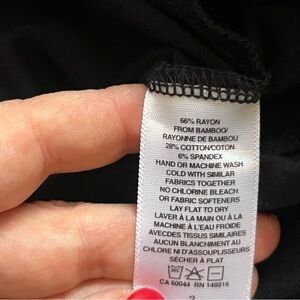 66% RAYON
FROM BAMBOO/
RAYONNE DE BAMBOU
28% COTTON/COTON
6% SPANDEX
HAND OR MACHINE WASH
COLD WITH SIMILAR
FABRICS TOGETHER
NO CHLORINE BLEACH
OR FABRIC SOFTENERS
LAY FLAT TO DRY
LAVER À LA MAIN OU À LA
MACHINE À L'EAU FROIDE
AVECDES TISSUS SIMILAIRES
AUCUN BLANCHIMENT AU
CHLORE NI D'ASSOUPLISSEURS
SÉCHER À PLAT
CA 50044 RN 148819